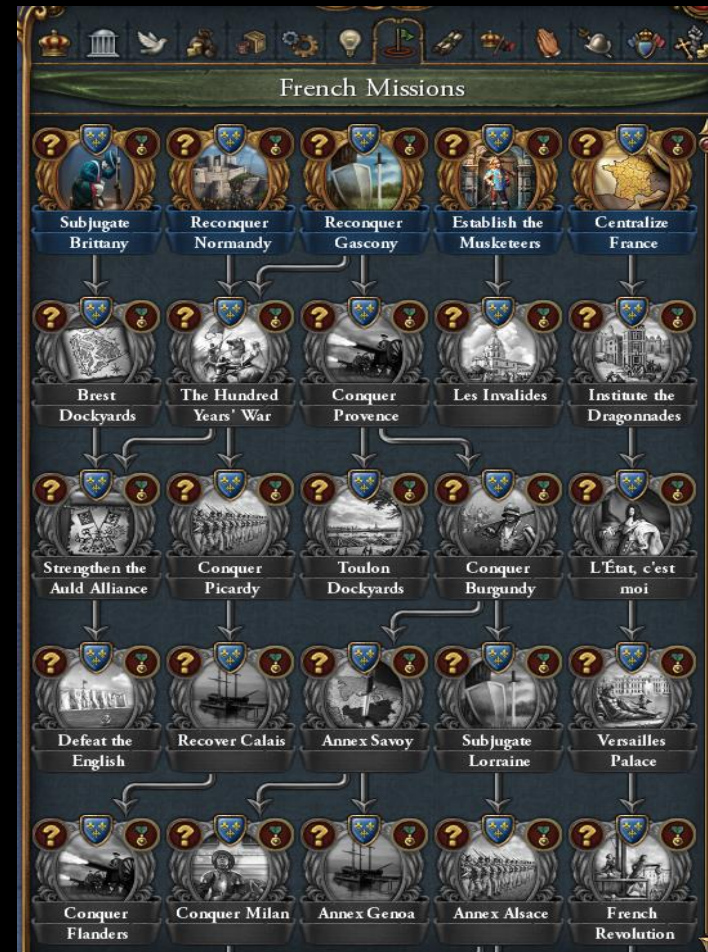 French Missions
Subjugate
Brittany
Reconquer
Normandy
Reconquer
Gascony
Establish the
Musketeers
Centralize
France
Brest
Dockyards
The Hundred
Years' War
Conquer
Provence
Les Invalides
Institute the
Dragonnades
Strengthen the
Auld Alliance
Conquer
Picardy
Toulon
Dockyards
Conquer
Burgundy
L'État, c'est
moi
Defeat the
English
Recover Calais
Annex Savoy
Subjugate
Lorraine
Versailles
Palace
Conquer
Flanders
Conquer Milan
Annex Genoa
Annex Alsace
French
Revolution